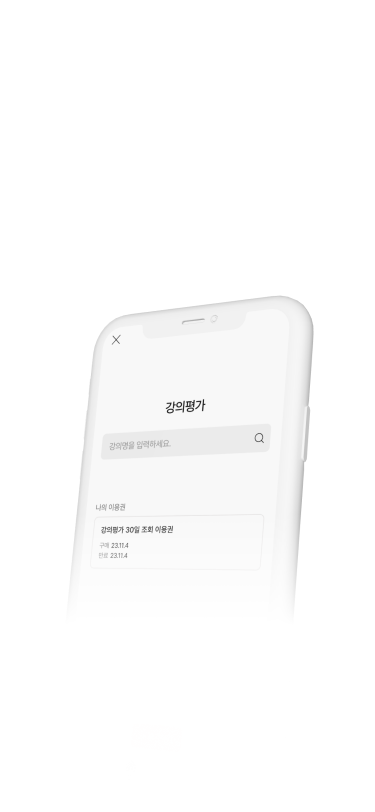 강의평가
강의명을 입력하세요.
나의 이용권
강의평가 30일 조회 이용권
구매 23.11.4
만료 23.11.4